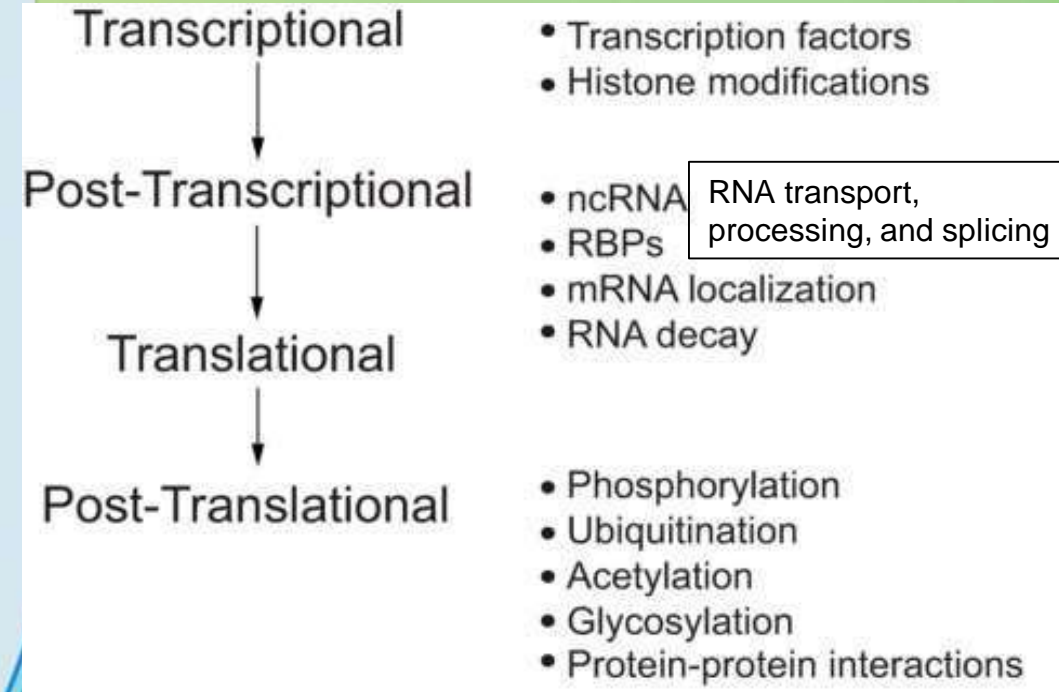 Transcriptional
• Transcription factors
• Histone modifications
Post-Transcriptional
• ncRNA
• RBPs
• mRNA localization
• RNA decay
RNA transport,
processing, and splicing
Translational
Post-Translational
• Phosphorylation
• Ubiquitination
• Acetylation
• Glycosylation
• Protein-protein interactions